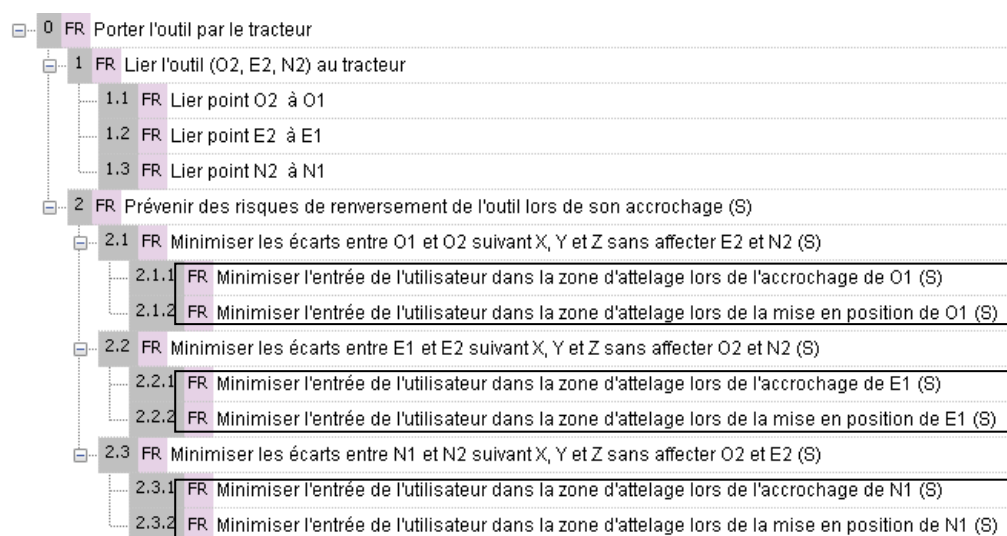 0 FR Porter l'outil par le tracteur
1 FR Lier l'outil (O2, E2, N2) au tracteur
1.1 FR Lier point O2 à O1
1.2 FR Lier point E2 à E1
1.3 FR Lier point N2 à N1
2 FR Prévenir des risques de renversement de l'outil lors de son accrochage (S)
2.1 FR Minimiser les écarts entre O1 et O2 suivant X, Y et Z sans affecter E2 et N2 (S)
2.1.1 FR Minimiser l'entrée de l'utilisateur dans la zone d'attelage lors de l'accrochage de O1 (S)
2.1.2 FR Minimiser l'entrée de l'utilisateur dans la zone d'attelage lors de la mise en position de O1 (S)
2.2 FR Minimiser les écarts entre E1 et E2 suivant X, Y et Z sans affecter O2 et N2 (S)
2.2.1 FR Minimiser l'entrée de l'utilisateur dans la zone d'attelage lors de l'accrochage de E1 (S)
2.2.2 FR Minimiser l'entrée de l'utilisateur dans la zone d'attelage lors de la mise en position de E1 (S)
2.3 FR Minimiser les écarts entre N1 et N2 suivant X, Y et Z sans affecter O2 et E2 (S)
2.3.1 FR Minimiser l'entrée de l'utilisateur dans la zone d'attelage lors de l'accrochage de N1 (S)
2.3.2 FR Minimiser l'entrée de l'utilisateur dans la zone d'attelage lors de la mise en position de N1 (S)